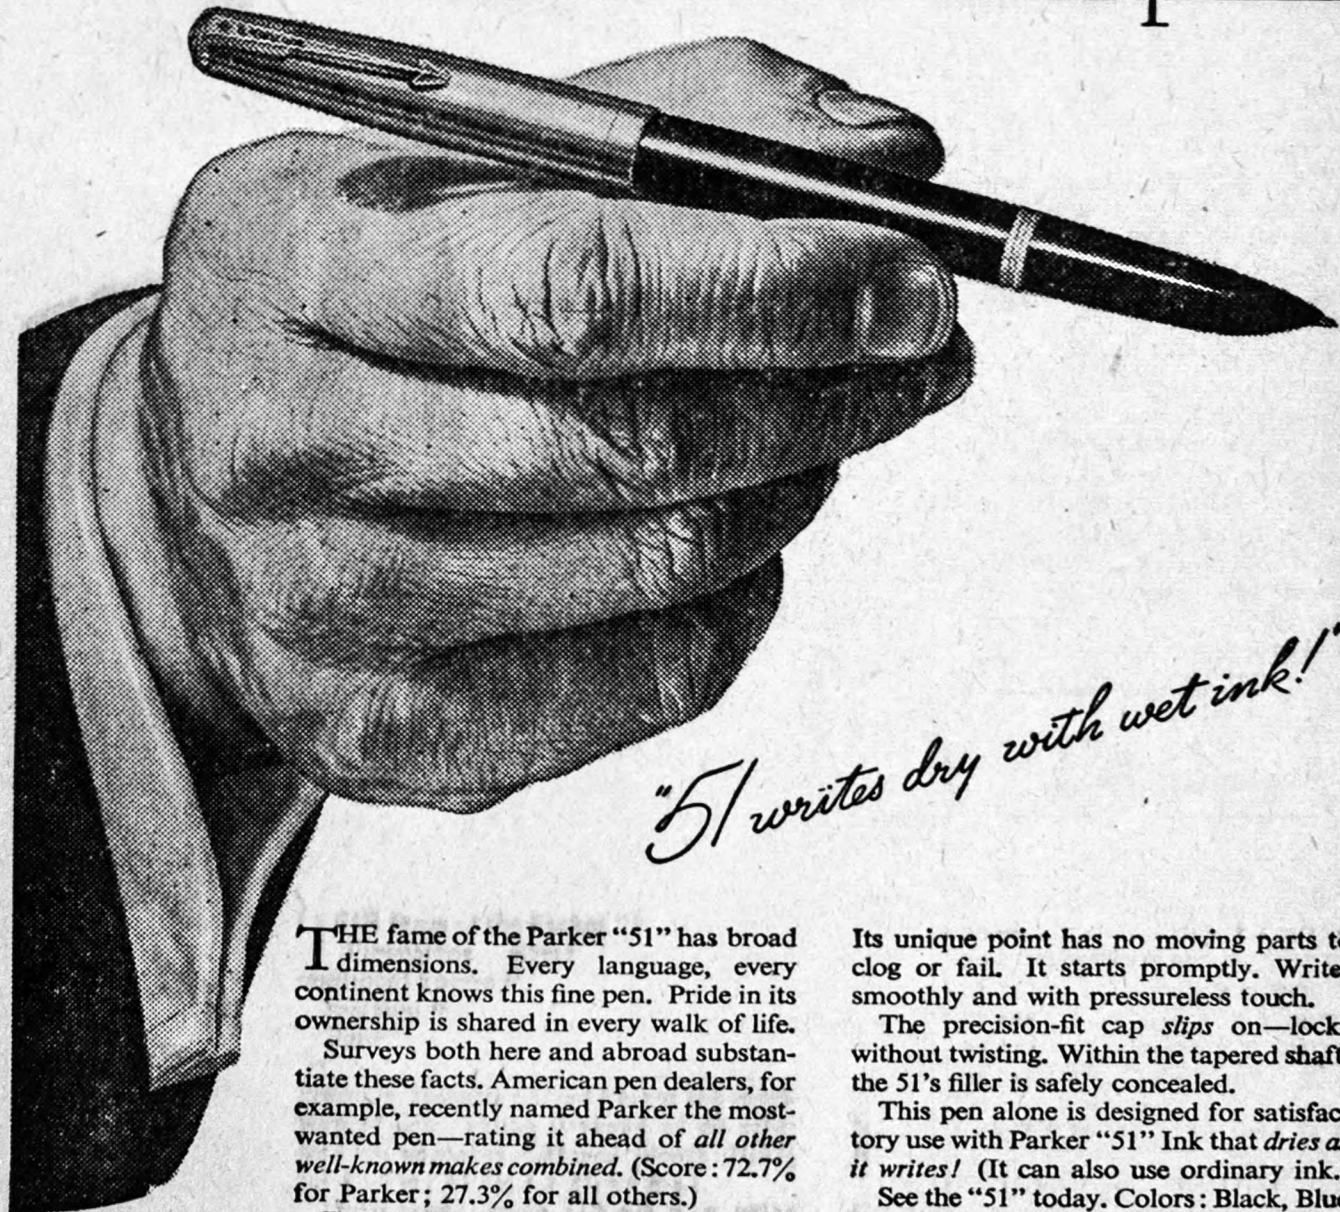 "51 writes dry with wet ink!"
THE fame of the Parker “51” has broad
dimensions. Every language, every
continent knows this fine pen. Pride in its
ownership is shared in every walk of life.
Surveys both here and abroad substan-
tiate these facts. American pen dealers, for
example, recently named Parker the most-
wanted pen—rating it ahead of all other
well-known makes combined. (Score: 72.7%
for Parker; 27.3% for all others.)
Its unique point has no moving parts
clog or fail. It starts promptly. Write
smoothly and with pressureless touch.
The precision-fit cap slips on—lock
without twisting. Within the tapered shaft
the 51's filler is safely concealed.
This pen alone is designed for satisfac
tory use with Parker “51” Ink that dries a
it writes! (It can also use ordinary ink.
See the “51” today. Colors: Black, Blue